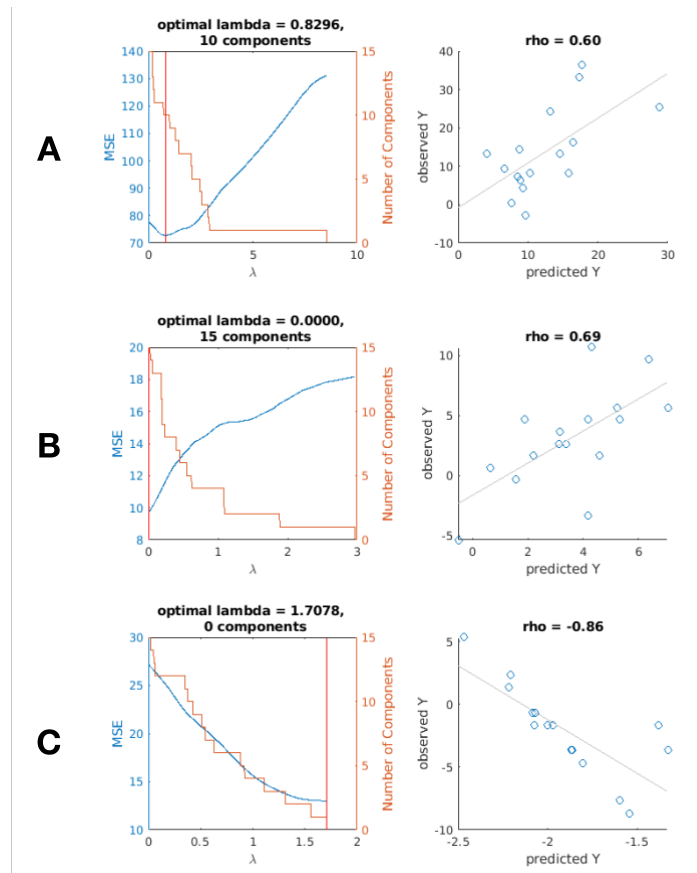 A
optimal lambda = 0.8296,
10 components
MSE
140
130
120
110
100
90
80
70
0
5
10
λ
15
10
5
0
Number of Components
rho = 0.60
observed Y
40
30
20
10
0
-10
0
10
20
30
predicted Y
B
optimal lambda = 0.0000,
15 components
MSE
20
18
16
14
12
10
8
0
1
2
3
λ
15
10
5
0
Number of Components
rho = 0.69
observed Y
10
5
0
-5
0
2
4
6
predicted Y
C
optimal lambda = 1.7078,
0 components
MSE
30
25
20
15
10
0
0.5
1
1.5
2
λ
15
10
5
0
Number of Components
rho = -0.86
observed Y
5
0
-5
-10
-2.5
-2
-1.5
predicted Y